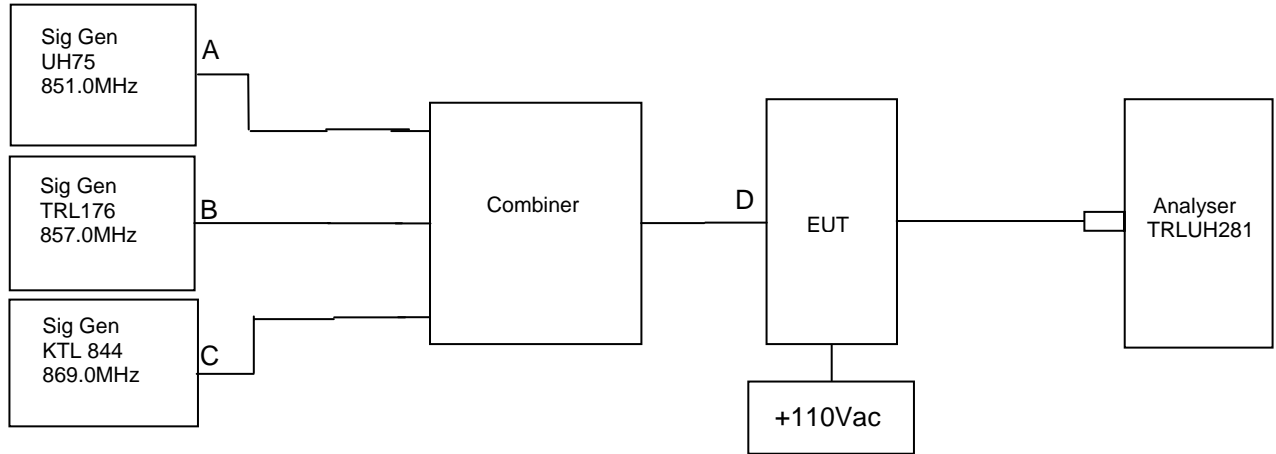 Sig Gen
UH75
851.0MHz
A
Sig Gen
TRL176
857.0MHz
B
Sig Gen
KTL 844
869.0MHz
C
Combiner
D
EUT
Analyser
TRLUH281
+110Vac